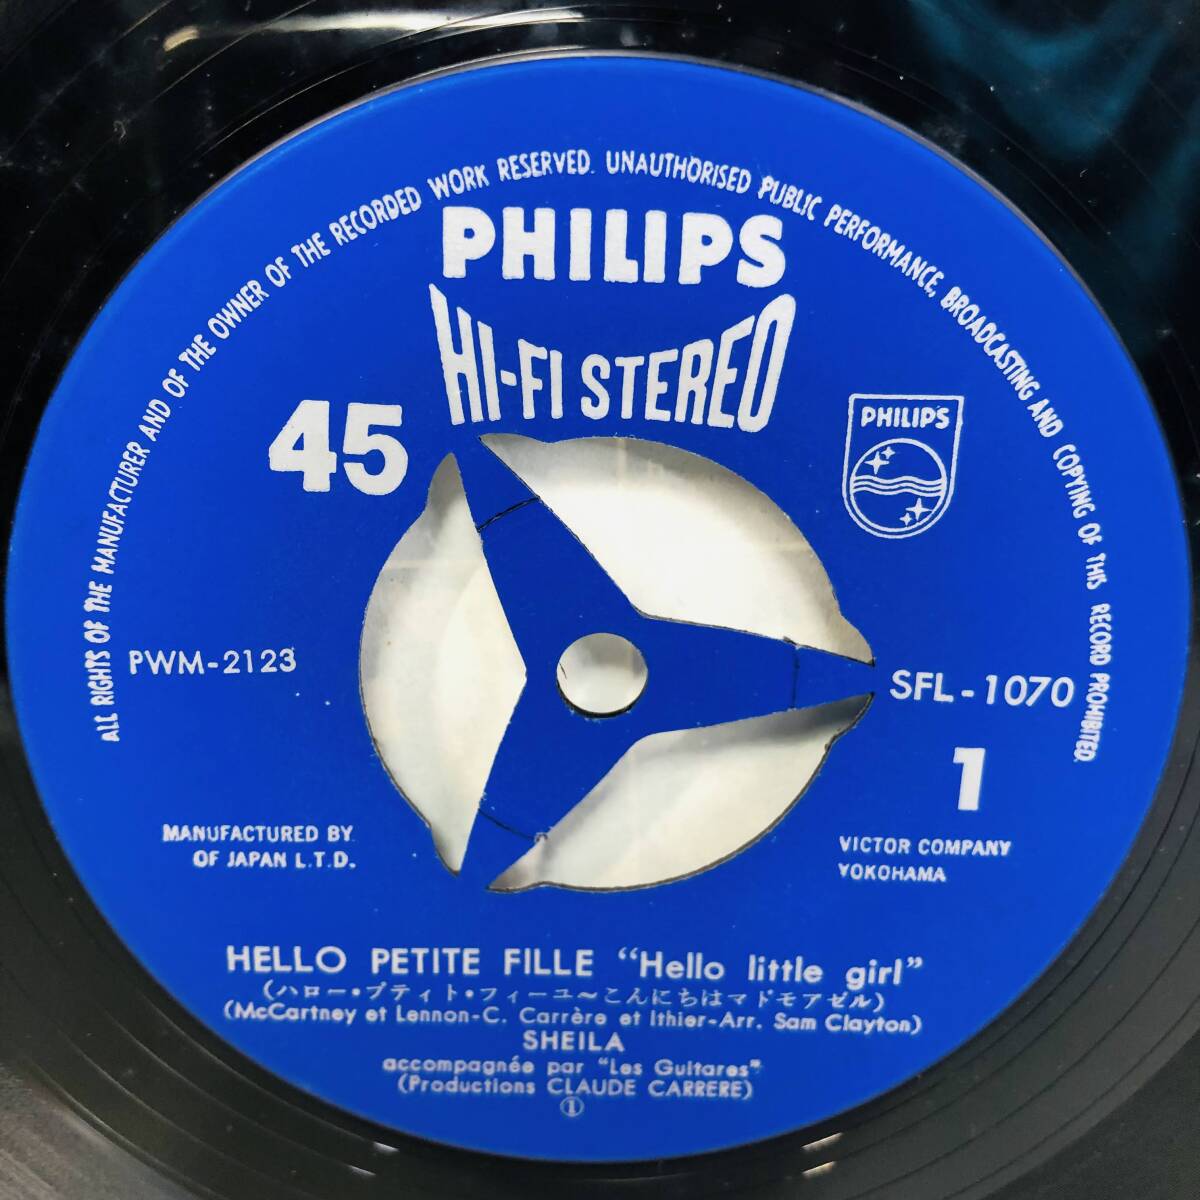 ALL RIGHTS OF THE MANUFACTURER AND OF THE OWNER OF THE RECORDED WORK RESERVED. UNAUTHORISED PUBLIC PERFORMANCE, BROADCASTING AND COPYING OF THIS RECORD PROHIBITED.
PHILIPS
HI-FI STEREO
45
PHILIPS
PWM-2123
SFL-1070
1
MANUFACTURED BY
OF JAPAN L.T.D.
VICTOR COMPANY
YOKOHAMA
HELLO PETITE FILLE “Hello little girl”
(ハロー・プティト・フィーユ～こんにちはマドモアゼル)
(McCartney et Lennon-C. Carrère et Ithier-Arr. Sam Clayton)
SHEILA
accompagnée par "Les Guitares"
(Productions CLAUDE CARRERE)
①